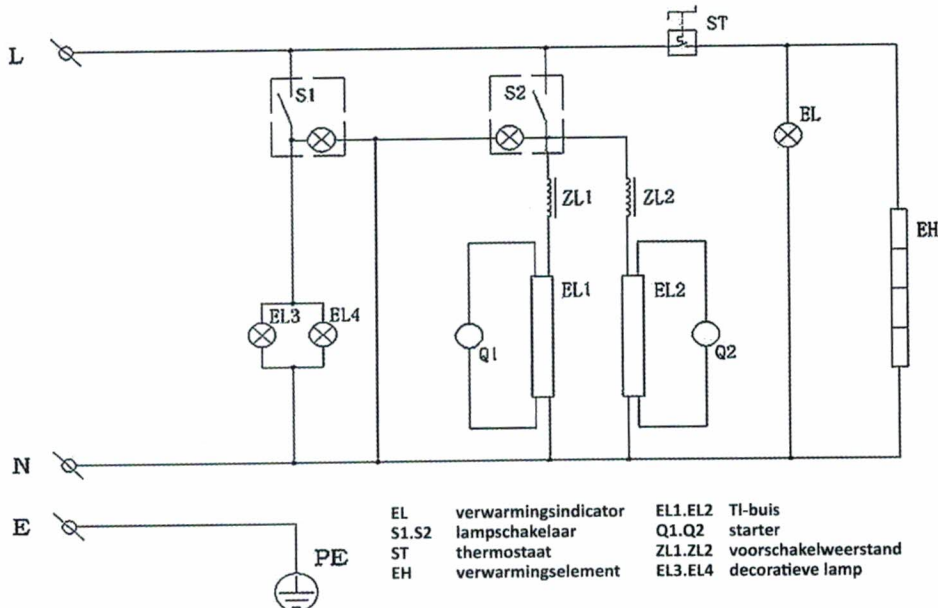 ST
L
S1
S2
EL
ZL1
ZL2
EH
EL1
EL2
EL3
EL4
Q1
Q2
N
E
PE
EL verwarmingsindicator
S1.S2 lampschakelaar
ST thermostaat
EH verwarmingselement
EL1.EL2 Tl-buis
Q1.Q2 starter
ZL1.ZL2 voorschakelweerstand
EL3.EL4 decoratieve lamp